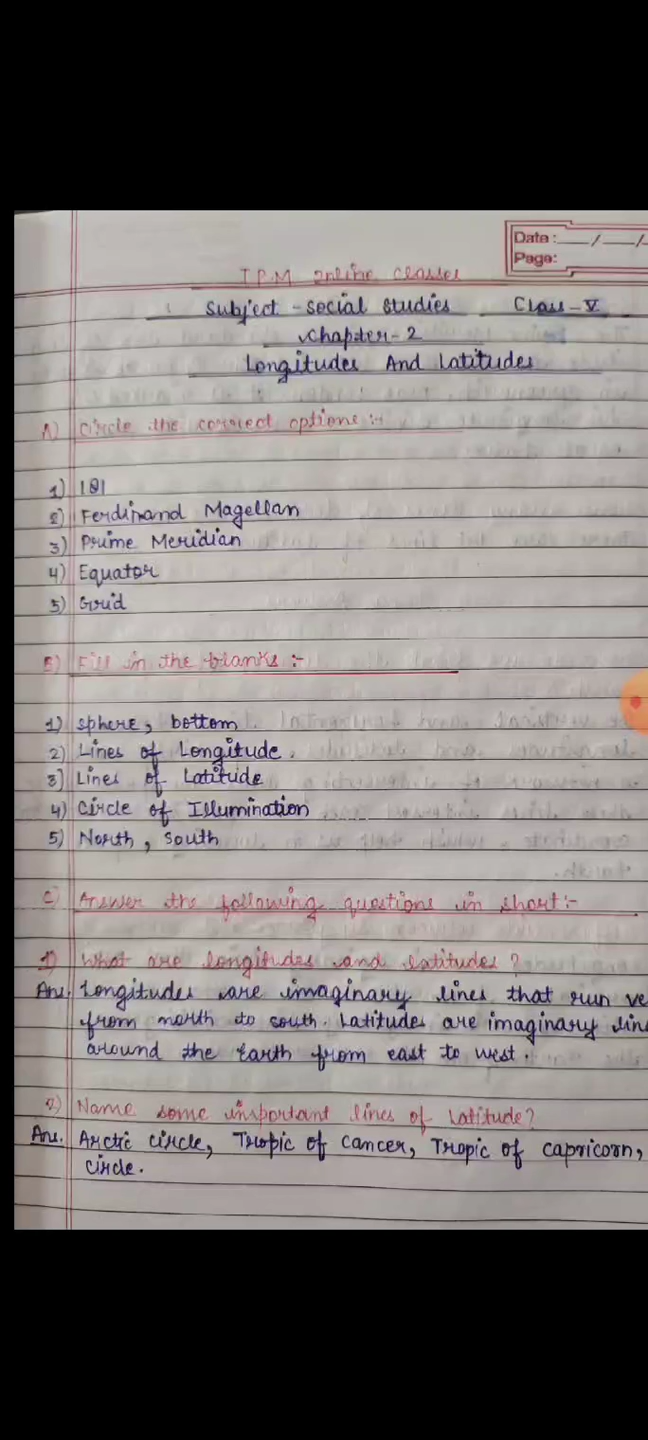 Date : __/__/
Page:
I.P.M online classes
Subject - Social Studies Class - V
Chapter - 2
Longitudes And Latitudes
A) Circle the correct options :-
1) 181
2) Ferdinand Magellan
3) Prime Meridian
4) Equator
5) Grid
B) Fill in the blanks :-
1) sphere, bottom
2) Lines of Longitude.
3) Lines of Latitude
4) Circle of Illumination
5) North, South
C) Answer the following questions in short :-
1) What are longitudes and latitudes ?
Ans. Longitudes are imaginary lines that run ve
from north to south. Latitudes are imaginary lin
around the Earth from east to west.
2) Name some important lines of Latitude?
Ans. Arctic circle, Tropic of cancer, Tropic of capricorn,
circle.